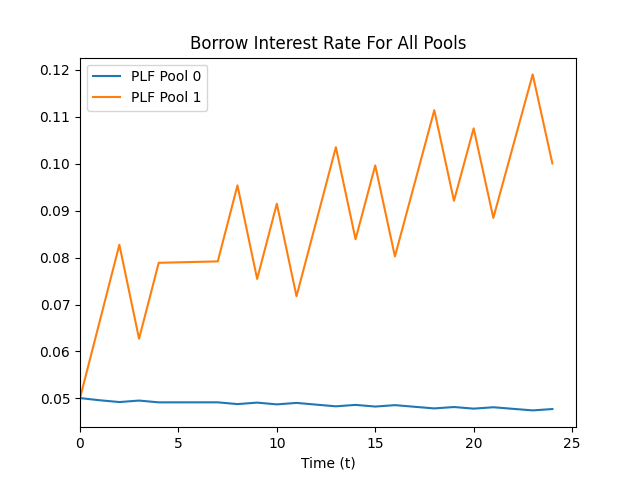 Borrow Interest Rate For All Pools
PLF Pool 0
PLF Pool 1
0.12
0.11
0.10
0.09
0.08
0.07
0.06
0.05
0 5 10 15 20 25
Time (t)